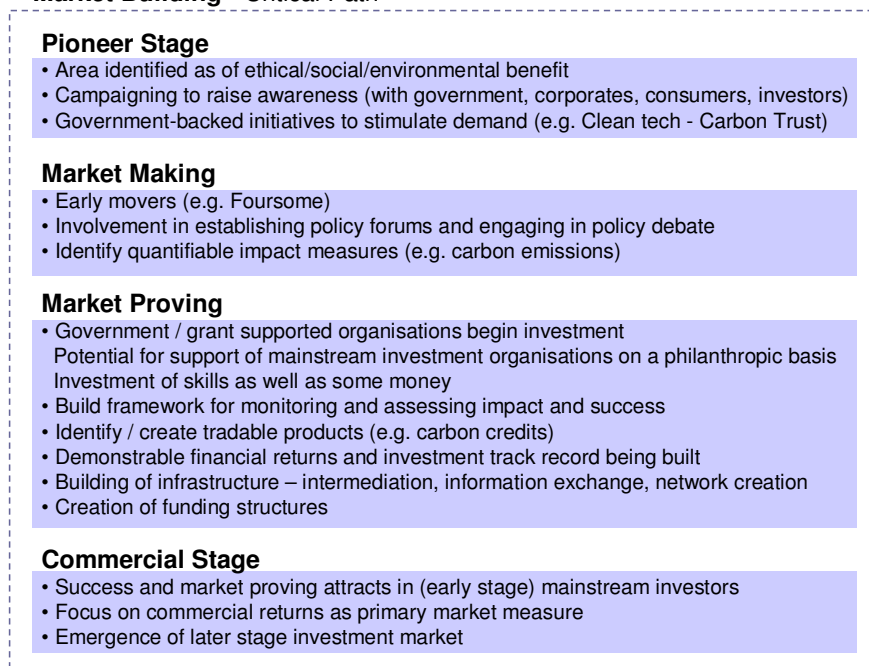 Market Building - Critical Path
Pioneer Stage
• Area identified as of ethical/social/environmental benefit
• Campaigning to raise awareness (with government, corporates, consumers, investors)
• Government-backed initiatives to stimulate demand (e.g. Clean tech - Carbon Trust)
Market Making
• Early movers (e.g. Foursome)
• Involvement in establishing policy forums and engaging in policy debate
• Identify quantifiable impact measures (e.g. carbon emissions)
Market Proving
• Government / grant supported organisations begin investment
Potential for support of mainstream investment organisations on a philanthropic basis
Investment of skills as well as some money
• Build framework for monitoring and assessing impact and success
• Identify / create tradable products (e.g. carbon credits)
• Demonstrable financial returns and investment track record being built
• Building of infrastructure – intermediation, information exchange, network creation
• Creation of funding structures
Commercial Stage
• Success and market proving attracts in (early stage) mainstream investors
• Focus on commercial returns as primary market measure
• Emergence of later stage investment market